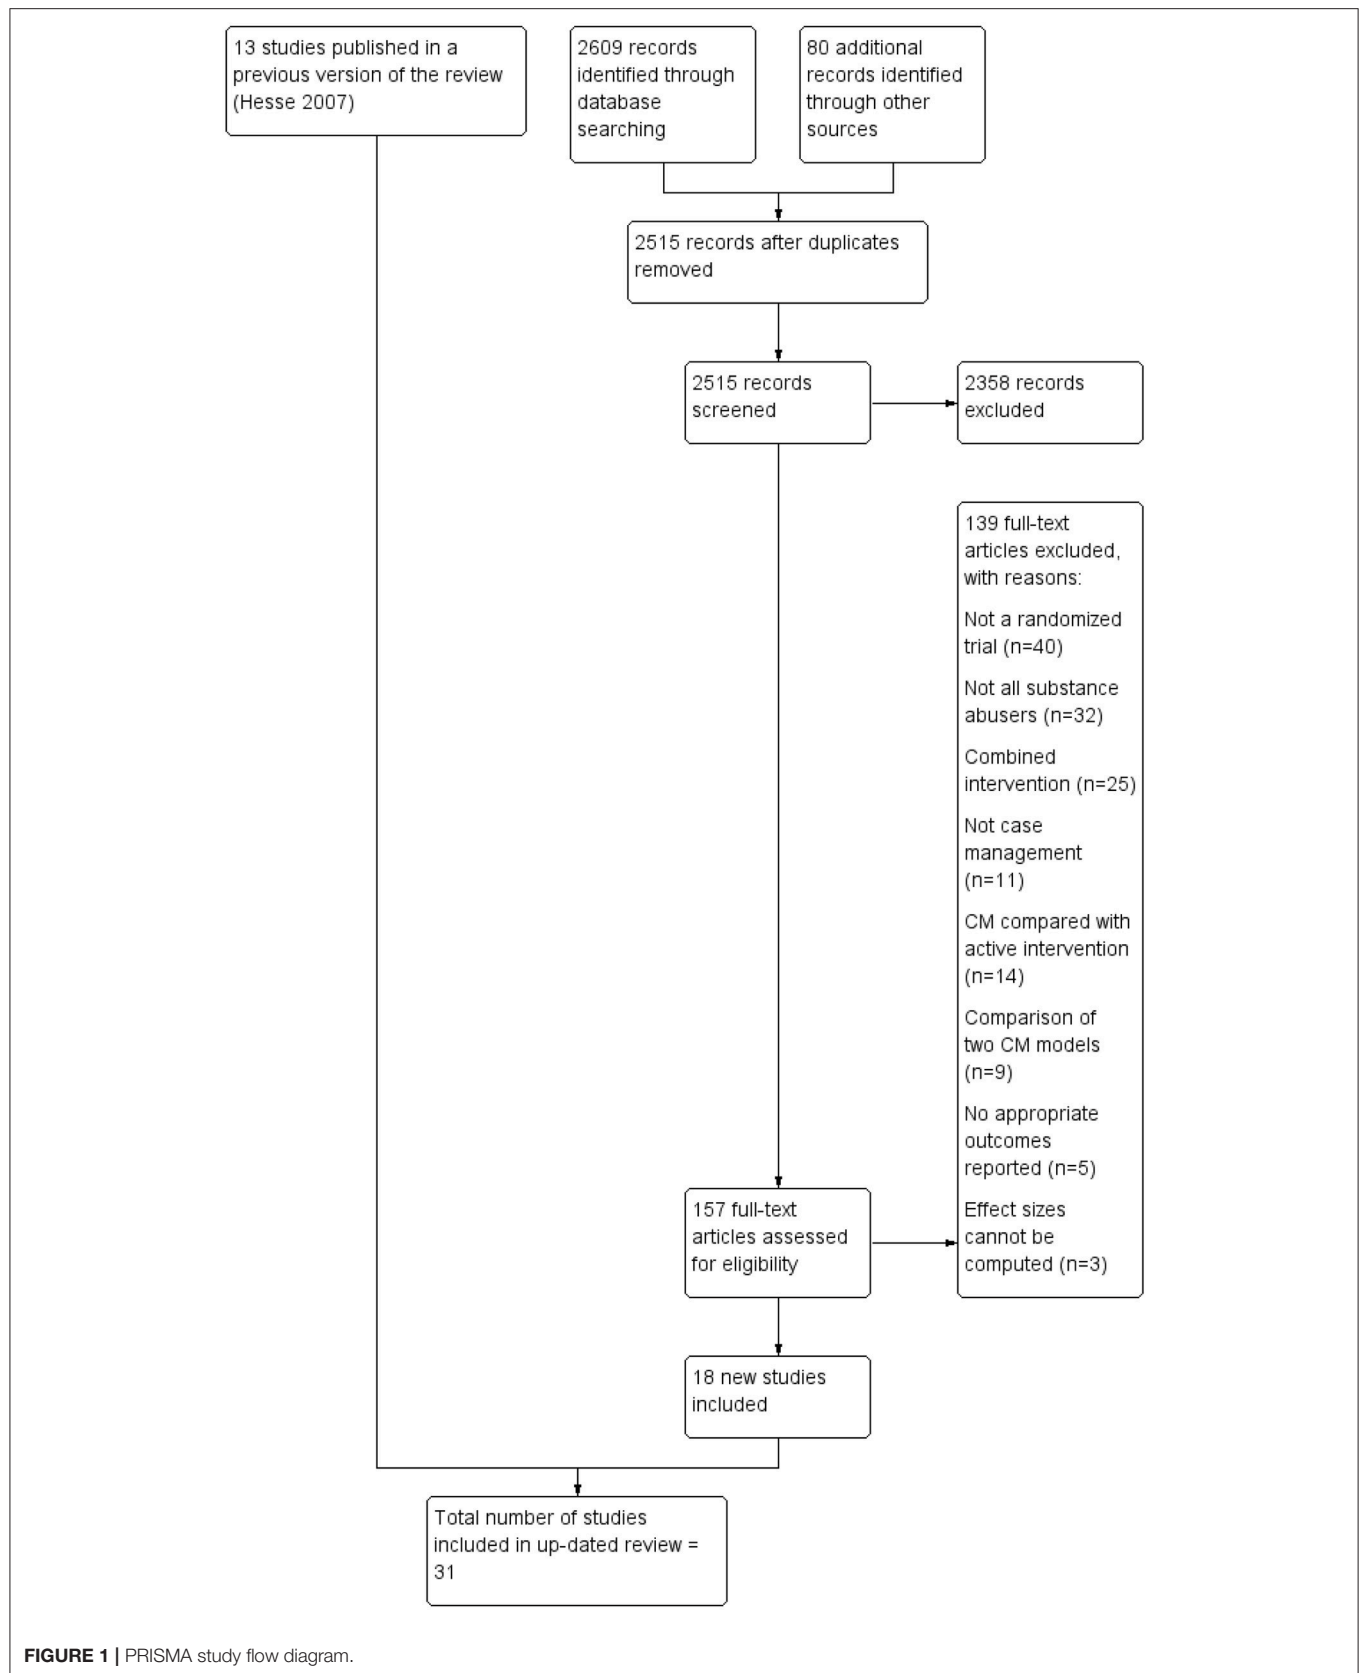 13 studies published in a
previous version of the review
(Hesse 2007)
2609 records
identified through
database
searching
80 additional
records identified
through other
sources
2515 records after duplicates
removed
2515 records
screened
2358 records
excluded
139 full-text
articles excluded,
with reasons:
Not a randomized
trial (n=40)
Not all substance
abusers (n=32)
Combined
intervention (n=25)
Not case
management
(n=11)
CM compared with
active intervention
(n=14)
Comparison of
two CM models
(n=9)
No appropriate
outcomes
reported (n=5)
Effect sizes
cannot be
computed (n=3)
157 full-text
articles assessed
for eligibility
18 new studies
included
Total number of studies
included in up-dated review =
31
FIGURE 1 | PRISMA study flow diagram.